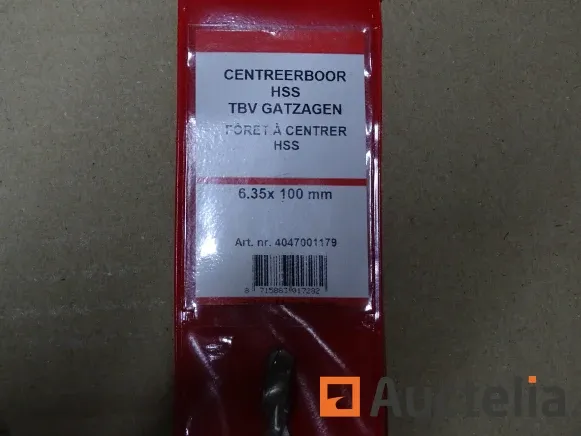 CENTREERBOOR
HSS
TBV GATZAGEN
FORET À CENTRER
HSS
6.35x 100 mm
Art. nr. 4047001179
Auctelia